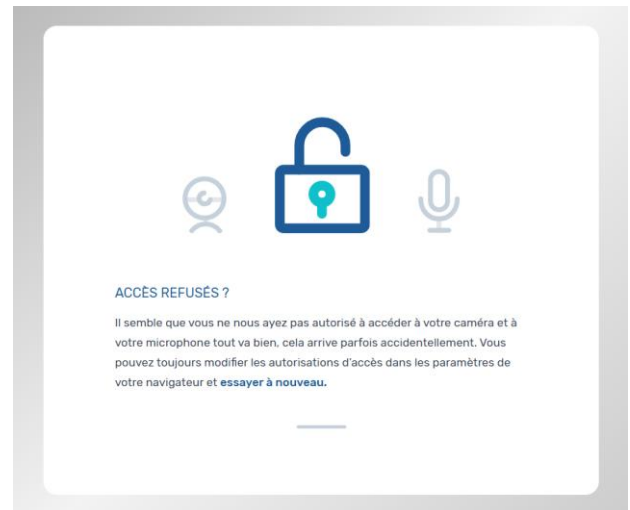 ACCÈS REFUSÉS ?
Il semble que vous ne nous ayez pas autorisé à accéder à votre caméra et à
votre microphone tout va bien, cela arrive parfois accidentellement. Vous
pouvez toujours modifier les autorisations d'accès dans les paramètres de
votre navigateur et essayer à nouveau.